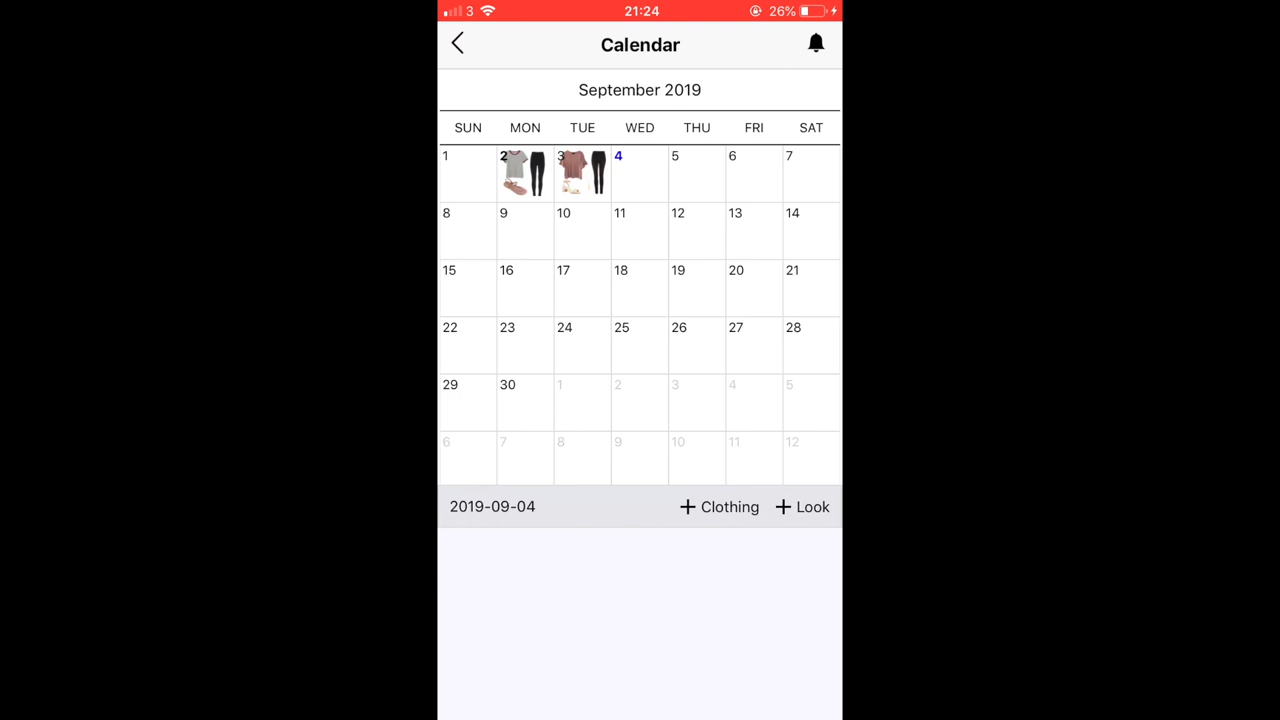 3 21:24 26%
Calendar
September 2019
SUN MON TUE WED THU FRI SAT
1 2 3 4 5 6 7
8 9 10 11 12 13 14
15 16 17 18 19 20 21
22 23 24 25 26 27 28
29 30 1 2 3 4 5
6 7 8 9 10 11 12
2019-09-04 + Clothing + Look